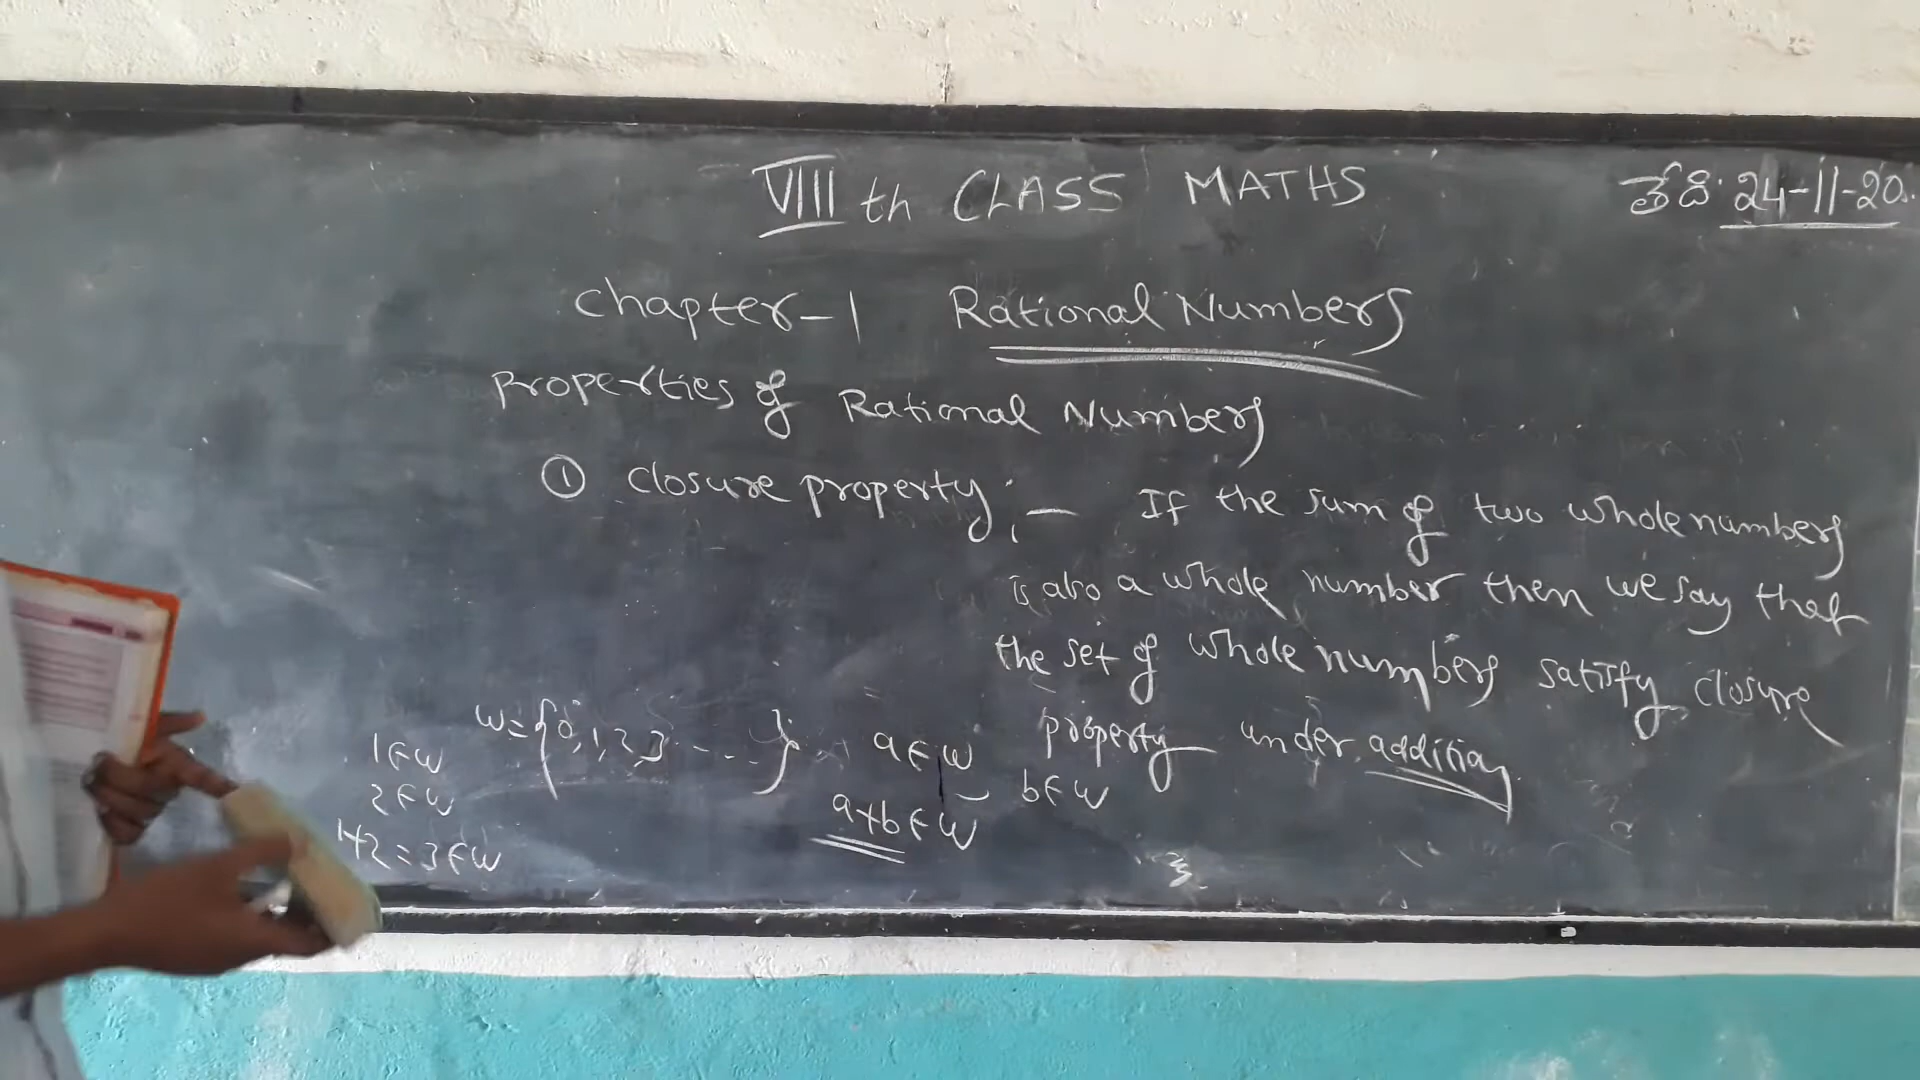 VIIIth CLASS MATHS
తేది: 24-11-20
Chapter-1 Rational Numbers
Properties of Rational Numbers
① Closure property :- If the sum of two whole numbers
is also a whole number then we say that
the set of whole numbers satisfy closure
property under addition
W={0,1,2,3 - - - }
a∈W
b∈W
a+b∈W
1∈W
2∈W
1+2=3∈W
3